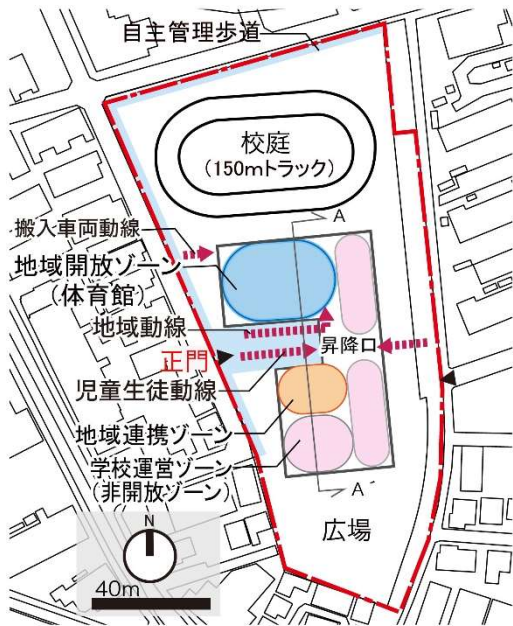 自主管理歩道
校庭
(150mトラック)
A
搬入車両動線
地域開放ゾーン
(体育館)
地域動線
昇降口
正門
児童生徒動線
地域連携ゾーン
学校運営ゾーン
(非開放ゾーン)
A'
広場
N
40m